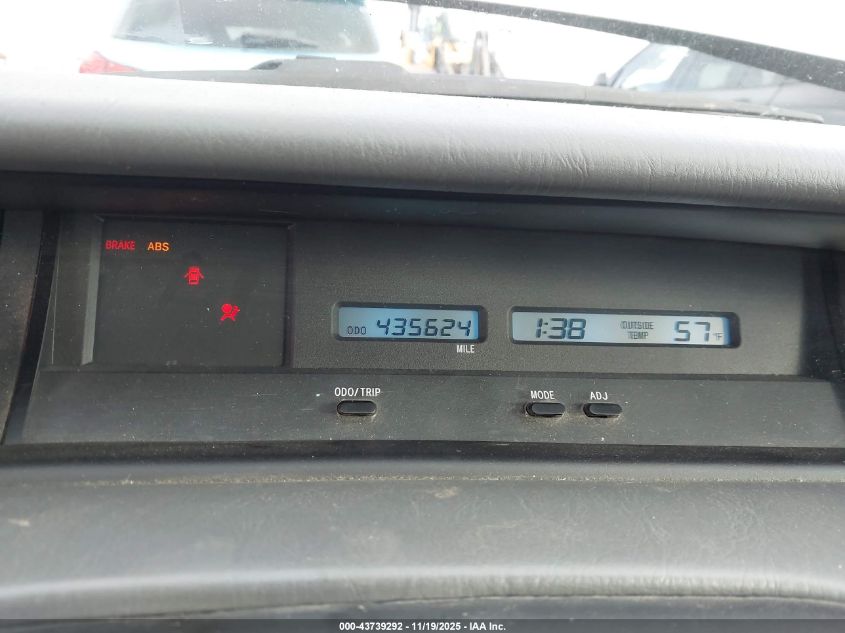 BRAKE ABS
ODO 435624
MILE
1:38 OUTSIDE TEMP 57°F
ODO/TRIP
MODE ADJ
000-43739292 - 11/19/2025 - IAA Inc.